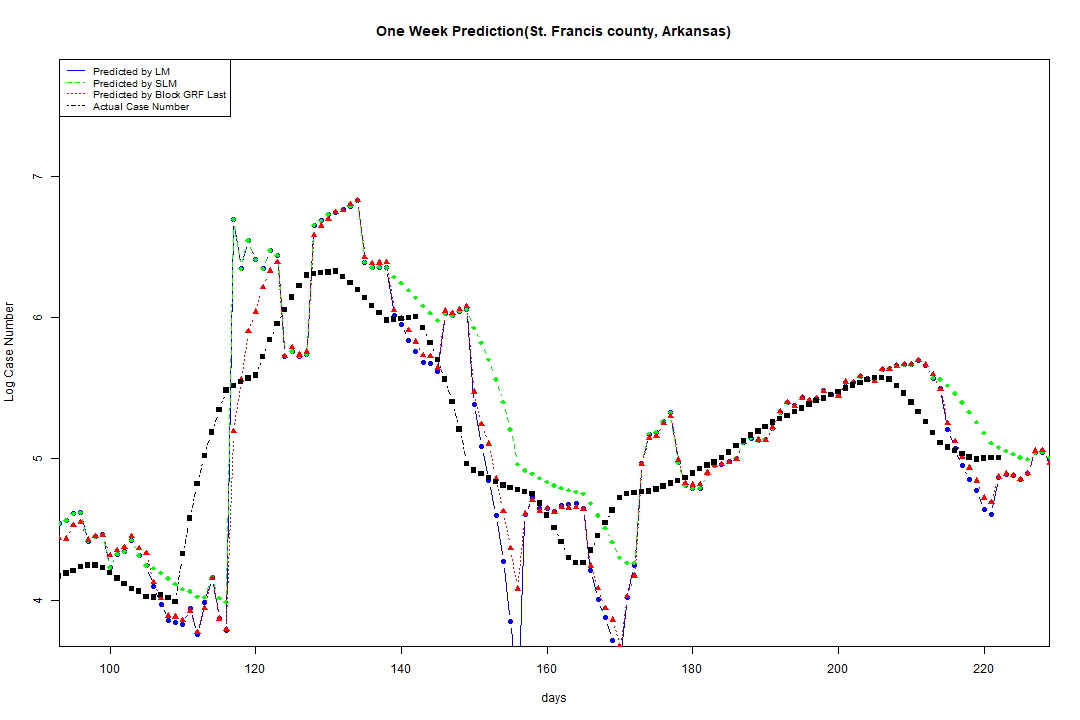 One Week Prediction(St. Francis county, Arkansas)
Predicted by LM
Predicted by SLM
Predicted by Block GRF Last
Actual Case Number
7
6
5
4
Log Case Number
100 120 140 160 180 200 220
days